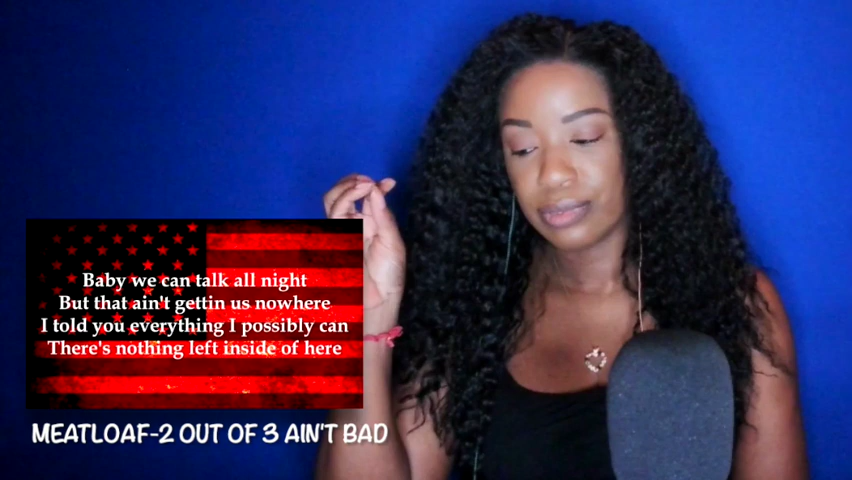 Baby we can talk all night
But that ain't gettin us nowhere
I told you everything I possibly can
There's nothing left inside of here
MEATLOAF-2 OUT OF 3 AIN'T BAD